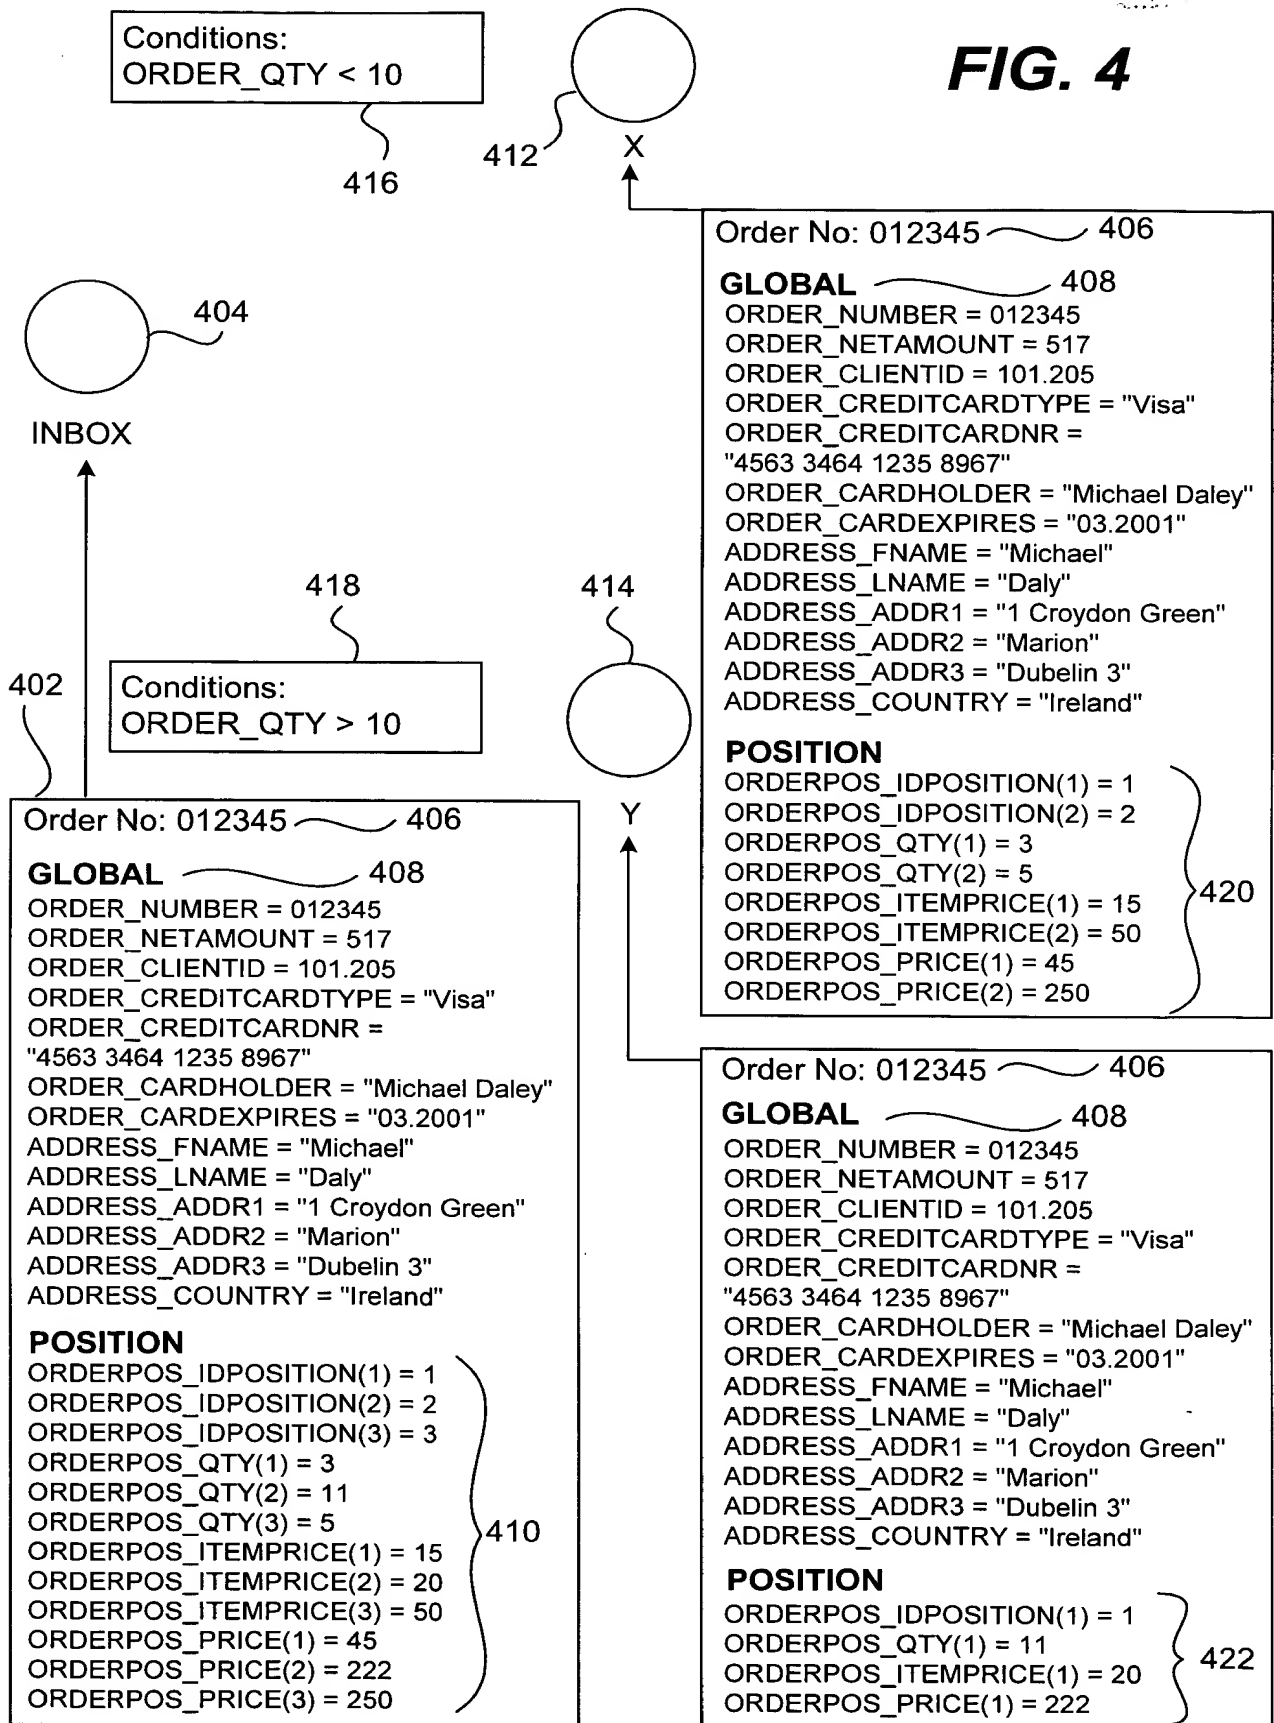 Conditions:
ORDER_QTY < 10
FIG. 4
412
X
416
Order No: 012345 406
GLOBAL 408
ORDER_NUMBER = 012345
ORDER_NETAMOUNT = 517
ORDER_CLIENTID = 101.205
ORDER_CREDITCARDTYPE = "Visa"
ORDER_CREDITCARDNR =
"4563 3464 1235 8967"
ORDER_CARDHOLDER = "Michael Daley"
ORDER_CARDEXPIRES = "03.2001"
ADDRESS_FNAME = "Michael"
ADDRESS_LNAME = "Daly"
ADDRESS_ADDR1 = "1 Croydon Green"
ADDRESS_ADDR2 = "Marion"
ADDRESS_ADDR3 = "Dubelin 3"
ADDRESS_COUNTRY = "Ireland"
POSITION
ORDERPOS_IDPOSITION(1) = 1
ORDERPOS_IDPOSITION(2) = 2
ORDERPOS_QTY(1) = 3
ORDERPOS_QTY(2) = 5
ORDERPOS_ITEMPRICE(1) = 15
ORDERPOS_ITEMPRICE(2) = 50
ORDERPOS_PRICE(1) = 45
ORDERPOS_PRICE(2) = 250
420
404
INBOX
418
414
402
Conditions:
ORDER_QTY > 10
Y
Order No: 012345 406
GLOBAL 408
ORDER_NUMBER = 012345
ORDER_NETAMOUNT = 517
ORDER_CLIENTID = 101.205
ORDER_CREDITCARDTYPE = "Visa"
ORDER_CREDITCARDNR =
"4563 3464 1235 8967"
ORDER_CARDHOLDER = "Michael Daley"
ORDER_CARDEXPIRES = "03.2001"
ADDRESS_FNAME = "Michael"
ADDRESS_LNAME = "Daly"
ADDRESS_ADDR1 = "1 Croydon Green"
ADDRESS_ADDR2 = "Marion"
ADDRESS_ADDR3 = "Dubelin 3"
ADDRESS_COUNTRY = "Ireland"
POSITION
ORDERPOS_IDPOSITION(1) = 1
ORDERPOS_IDPOSITION(2) = 2
ORDERPOS_IDPOSITION(3) = 3
ORDERPOS_QTY(1) = 3
ORDERPOS_QTY(2) = 11
ORDERPOS_QTY(3) = 5
ORDERPOS_ITEMPRICE(1) = 15
ORDERPOS_ITEMPRICE(2) = 20
ORDERPOS_ITEMPRICE(3) = 50
ORDERPOS_PRICE(1) = 45
ORDERPOS_PRICE(2) = 222
ORDERPOS_PRICE(3) = 250
410
Order No: 012345 406
GLOBAL 408
ORDER_NUMBER = 012345
ORDER_NETAMOUNT = 517
ORDER_CLIENTID = 101.205
ORDER_CREDITCARDTYPE = "Visa"
ORDER_CREDITCARDNR =
"4563 3464 1235 8967"
ORDER_CARDHOLDER = "Michael Daley"
ORDER_CARDEXPIRES = "03.2001"
ADDRESS_FNAME = "Michael"
ADDRESS_LNAME = "Daly"
ADDRESS_ADDR1 = "1 Croydon Green"
ADDRESS_ADDR2 = "Marion"
ADDRESS_ADDR3 = "Dubelin 3"
ADDRESS_COUNTRY = "Ireland"
POSITION
ORDERPOS_IDPOSITION(1) = 1
ORDERPOS_QTY(1) = 11
ORDERPOS_ITEMPRICE(1) = 20
ORDERPOS_PRICE(1) = 222
422